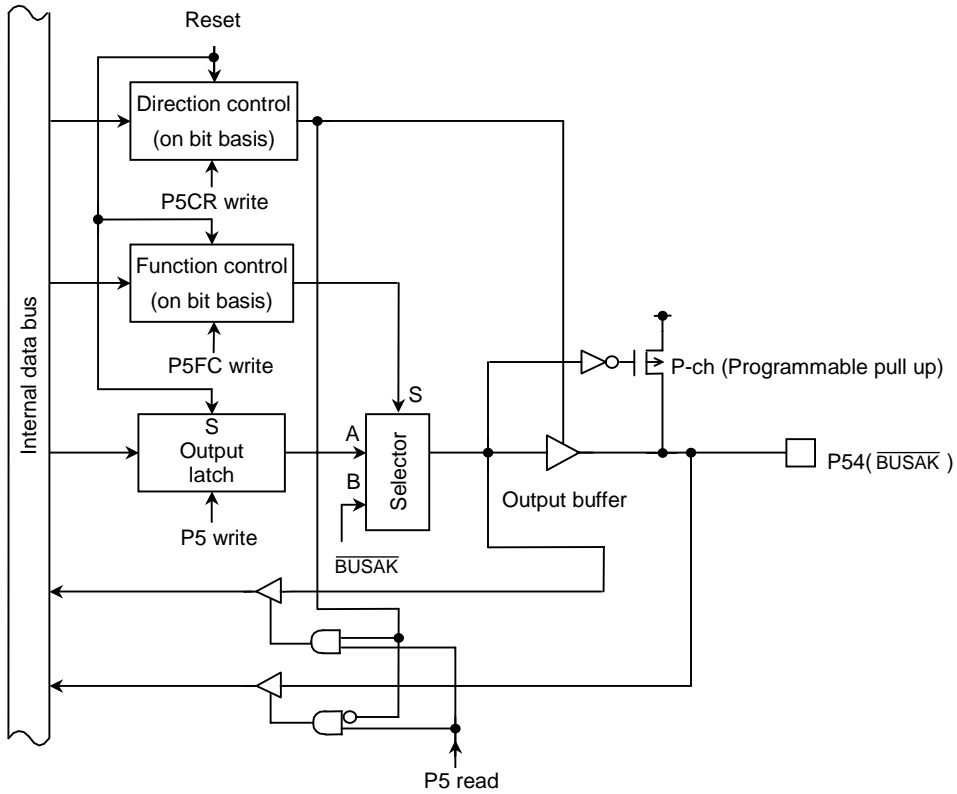 Reset
Direction control
(on bit basis)
P5CR write
Function control
(on bit basis)
P5FC write
Internal data bus
S
Output
latch
P5 write
A
B
S
Selector
BUSAK
P-ch (Programmable pull up)
Output buffer
P54(BUSAK)
P5 read